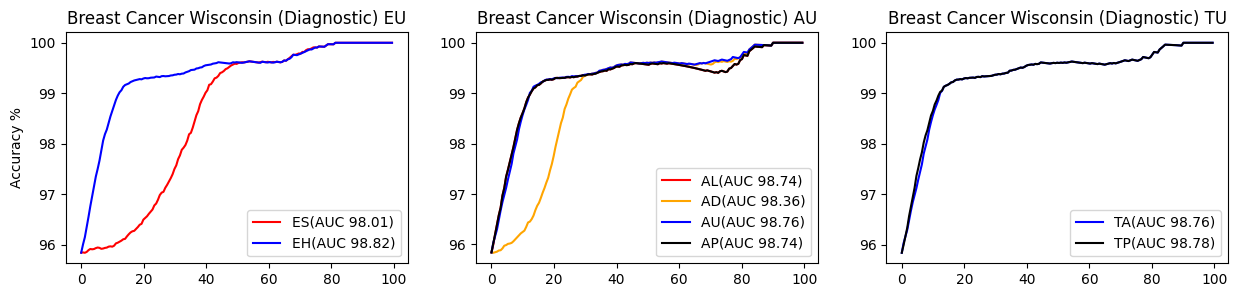 Breast Cancer Wisconsin (Diagnostic) EU
Accuracy %
100
99
98
97
96
0 20 40 60 80 100
ES(AUC 98.01)
EH(AUC 98.82)
Breast Cancer Wisconsin (Diagnostic) AU
100
99
98
97
96
0 20 40 60 80 100
AL(AUC 98.74)
AD(AUC 98.36)
AU(AUC 98.76)
AP(AUC 98.74)
Breast Cancer Wisconsin (Diagnostic) TU
100
99
98
97
96
0 20 40 60 80 100
TA(AUC 98.76)
TP(AUC 98.78)